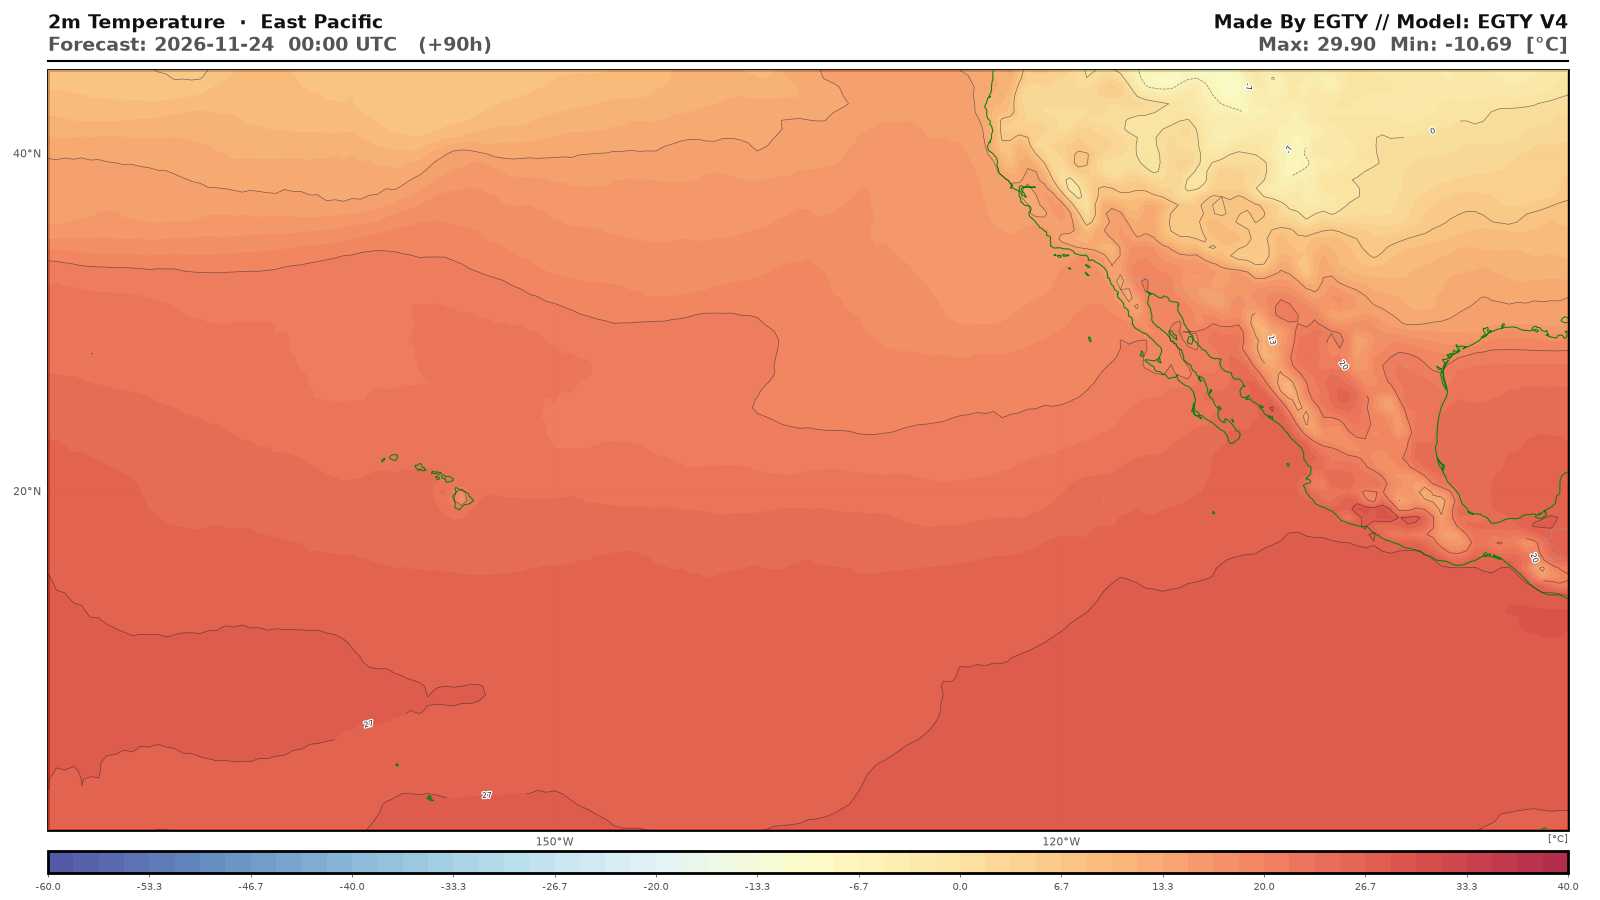 2m Temperature · East Pacific
Made By EGTY // Model: EGTY V4
Forecast: 2026-11-24 00:00 UTC (+90h)
Max: 29.90 Min: -10.69 [°C]
-7
0
40°N
-7
13
20
20°N
20
27
27
150°W
120°W
[°C]
-60.0
-53.3
-46.7
-40.0
-33.3
-26.7
-20.0
-13.3
-6.7
0.0
6.7
13.3
20.0
26.7
33.3
40.0